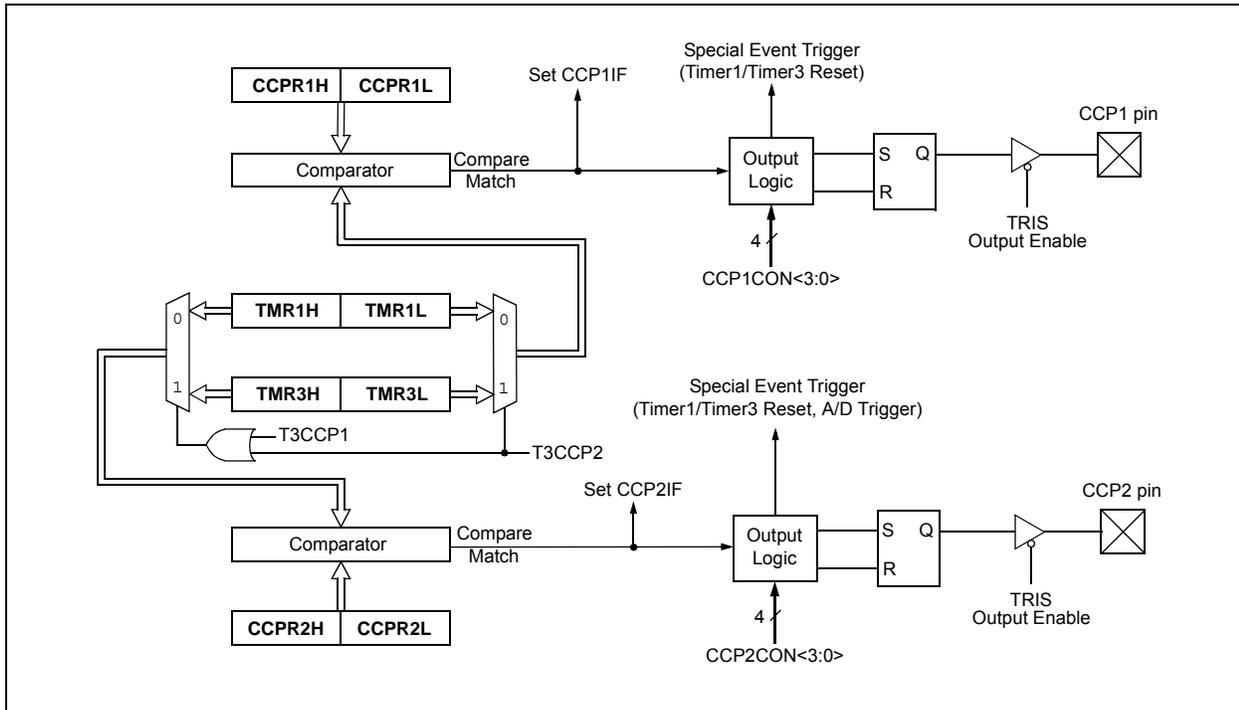 Special Event Trigger
(Timer1/Timer3 Reset)
Set CCP1IF
CCPR1H CCPR1L
CCP1 pin
Comparator
Compare
Match
Output
Logic
S Q
R
TRIS
Output Enable
4
CCP1CON<3:0>
0 TMR1H TMR1L 0
1 TMR3H TMR3L 1
T3CCP1
T3CCP2
Special Event Trigger
(Timer1/Timer3 Reset, A/D Trigger)
Set CCP2IF
CCP2 pin
Comparator
Compare
Match
Output
Logic
S Q
R
TRIS
Output Enable
4
CCPR2H CCPR2L
CCP2CON<3:0>